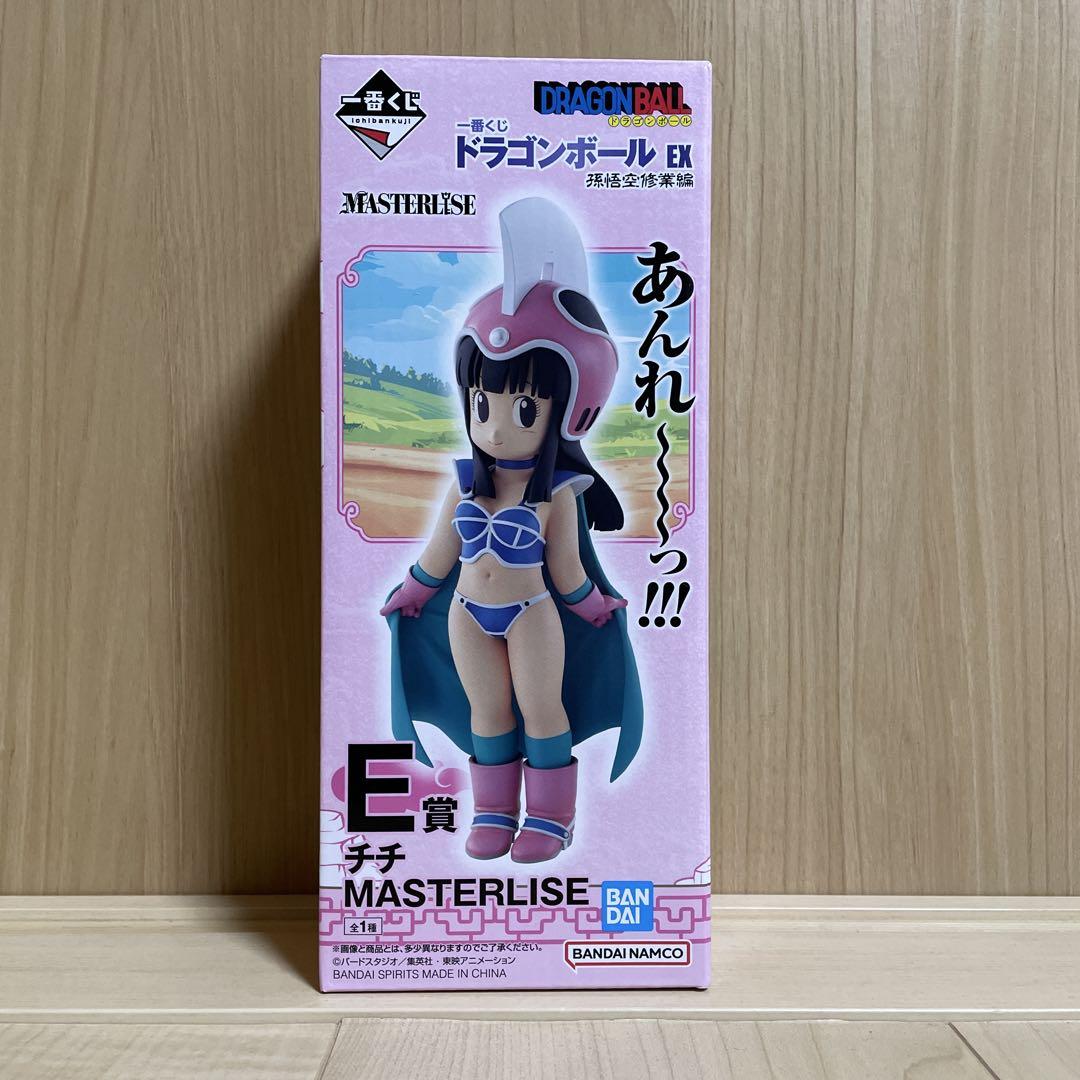 一番くじ
ichibankuji
DRAGONBALL
ドラゴンボール
一番くじ
ドラゴンボール EX
孫悟空修業編
MASTERLISE
あんれ〜〜〜っ!!!
E賞
チチ
MASTERLISE
BAN
DAI
全1種
※画像と商品とは、多少異なりますのでご了承ください。
©バードスタジオ／集英社・東映アニメーション
BANDAI SPIRITS MADE IN CHINA
BANDAI NAMCO